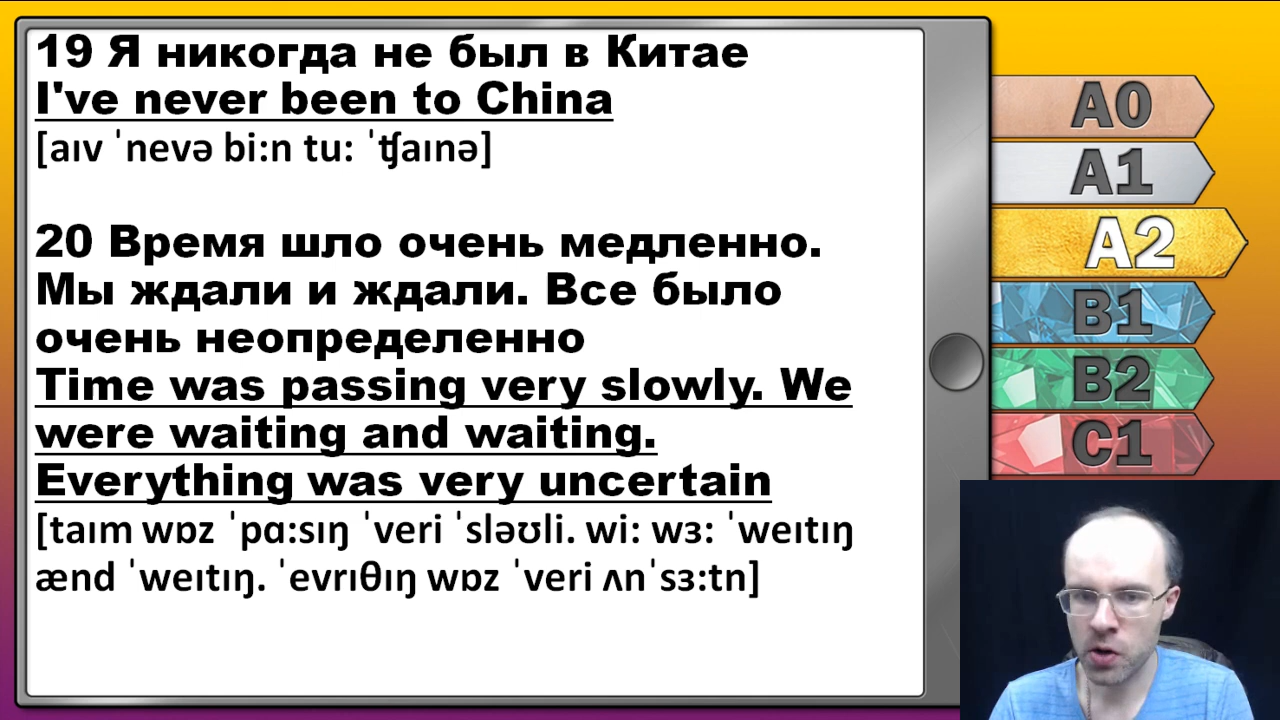 19 Я никогда не был в Китае
I've never been to China
[aɪv ˈnevə bi:n tu: ˈʧaɪnə]
20 Время шло очень медленно.
Мы ждали и ждали. Все было
очень неопределенно
Time was passing very slowly. We
were waiting and waiting.
Everything was very uncertain
[taɪm wɒz ˈpɑ:sɪŋ ˈveri ˈsləʊli. wi: wɜ: ˈweɪtɪŋ
ænd ˈweɪtɪŋ. ˈevrɪθɪŋ wɒz ˈveri ʌnˈsɜ:tn]
A0
A1
A2
B1
B2
C1